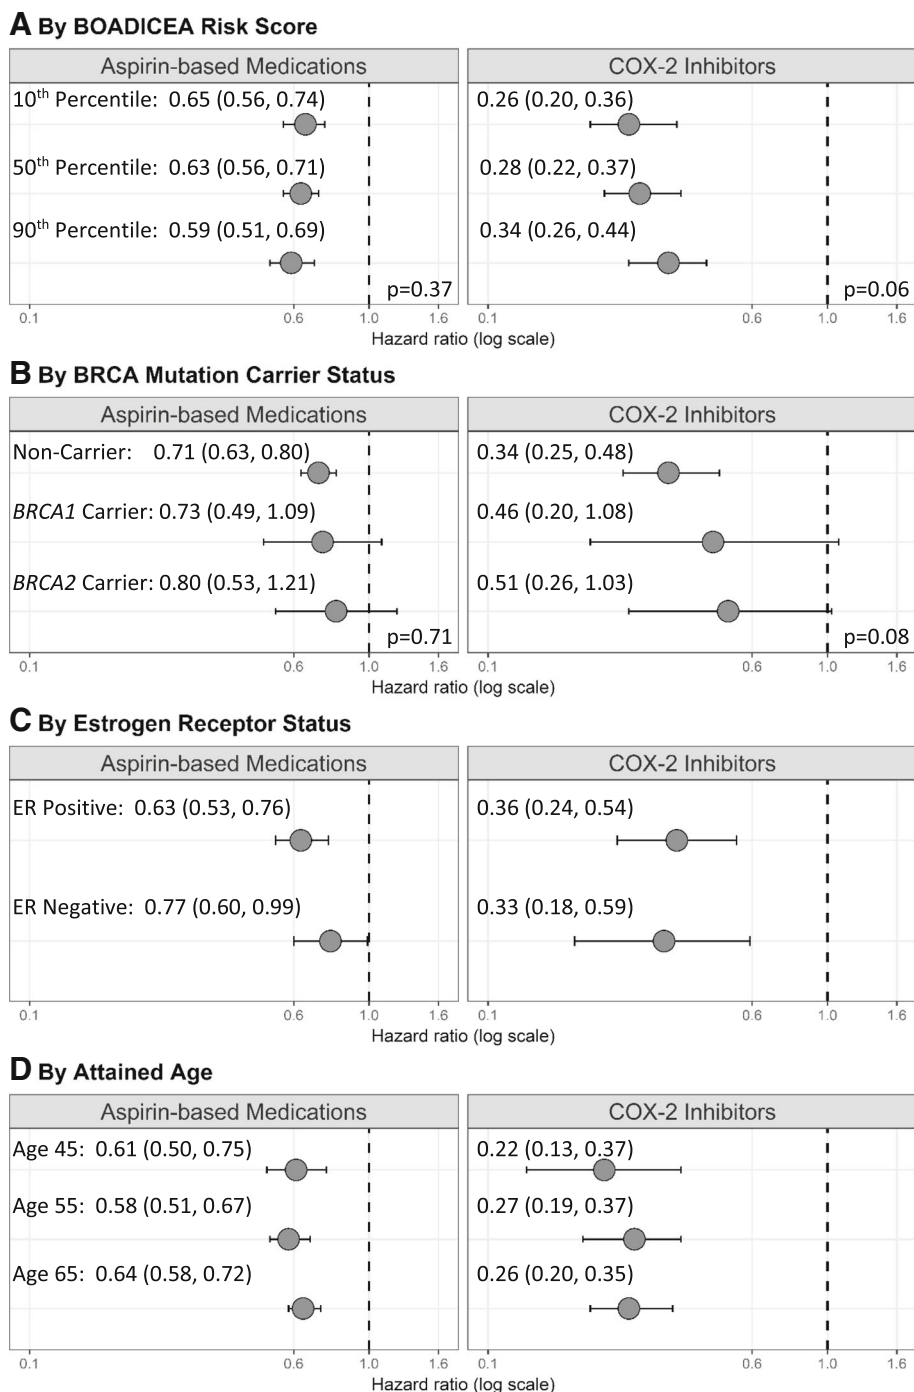 A By BOADICEA Risk Score
Aspirin-based Medications
10th Percentile: 0.65 (0.56, 0.74)
50th Percentile: 0.63 (0.56, 0.71)
90th Percentile: 0.59 (0.51, 0.69)
p=0.37
0.1 0.6 1.0 1.6
COX-2 Inhibitors
0.26 (0.20, 0.36)
0.28 (0.22, 0.37)
0.34 (0.26, 0.44)
p=0.06
0.1 0.6 1.0 1.6
Hazard ratio (log scale)
B By BRCA Mutation Carrier Status
Aspirin-based Medications
Non-Carrier: 0.71 (0.63, 0.80)
BRCA1 Carrier: 0.73 (0.49, 1.09)
BRCA2 Carrier: 0.80 (0.53, 1.21)
p=0.71
0.1 0.6 1.0 1.6
COX-2 Inhibitors
0.34 (0.25, 0.48)
0.46 (0.20, 1.08)
0.51 (0.26, 1.03)
p=0.08
0.1 0.6 1.0 1.6
Hazard ratio (log scale)
C By Estrogen Receptor Status
Aspirin-based Medications
ER Positive: 0.63 (0.53, 0.76)
ER Negative: 0.77 (0.60, 0.99)
0.1 0.6 1.0 1.6
COX-2 Inhibitors
0.36 (0.24, 0.54)
0.33 (0.18, 0.59)
0.1 0.6 1.0 1.6
Hazard ratio (log scale)
D By Attained Age
Aspirin-based Medications
Age 45: 0.61 (0.50, 0.75)
Age 55: 0.58 (0.51, 0.67)
Age 65: 0.64 (0.58, 0.72)
0.1 0.6 1.0 1.6
COX-2 Inhibitors
0.22 (0.13, 0.37)
0.27 (0.19, 0.37)
0.26 (0.20, 0.35)
0.1 0.6 1.0 1.6
Hazard ratio (log scale)